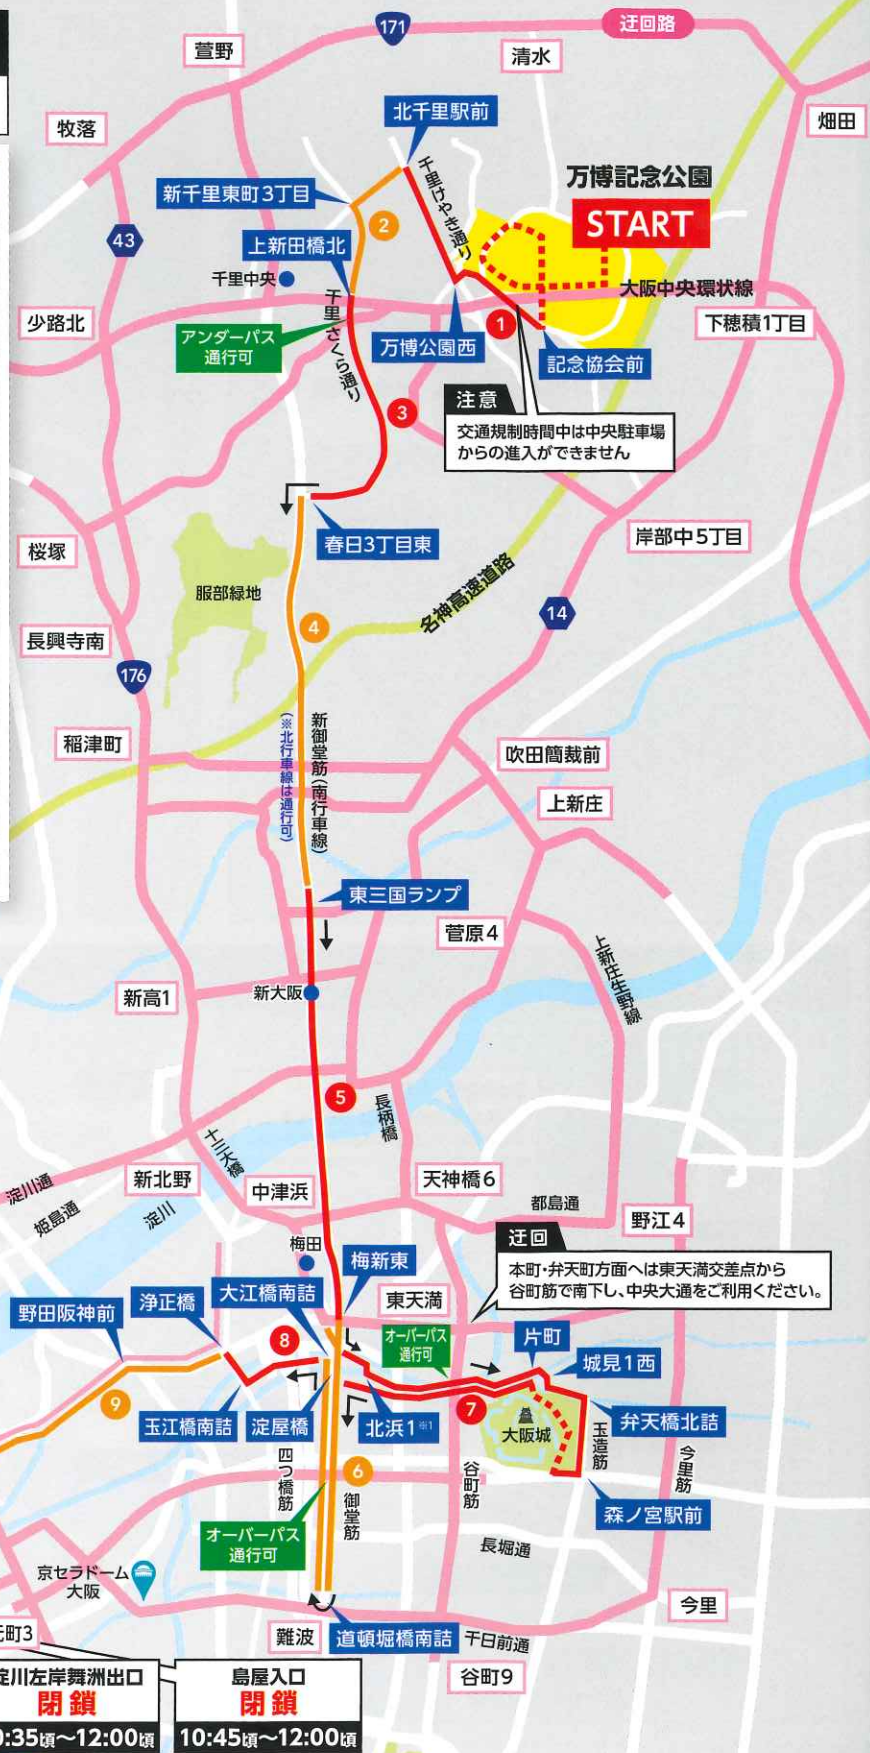 171
迂回路
萱野
清水
牧落
畑田
北千里駅前
千里けやき通り
万博記念公園
START
新千里東町3丁目
2
43
上新田橋北
千里中央
大阪中央環状線
少路北
アンダーパス
通行可
千里さくら通り
万博公園西
1
記念協会前
下穂積1丁目
3
注意
交通規制時間中は中央駐車場
からの進入ができません
春日3丁目東
岸部中5丁目
桜塚
服部緑地
名神高速道路
14
4
長興寺南
176
稲津町
新御堂筋(南行車線)
(※北行車線は通行可)
吹田簡裁前
上新庄
東三国ランプ
菅原4
上新庄生野線
新高1
新大阪
5
長柄橋
十三大橋
淀川通
姫島通
淀川
新北野
中津浜
天神橋6
都島通
野江4
梅田
迂回
本町・弁天町方面へは東天満交差点から
谷町筋で南下し、中央大通をご利用ください。
梅新東
大江橋南詰
浄正橋
野田阪神前
東天満
オーバーパス
通行可
片町
城見1西
8
9
玉江橋南詰
淀屋橋
北浜1※1
7
大阪城
玉造筋
弁天橋北詰
今里筋
四つ橋筋
6
御堂筋
谷町筋
森ノ宮駅前
オーバーパス
通行可
長堀通
京セラドーム
大阪
今里
難波
道頓堀橋南詰
千日前通
谷町9
町3
淀川左岸舞洲出口
閉鎖
:35頃～12:00頃
島屋入口
閉鎖
10:45頃～12:00頃